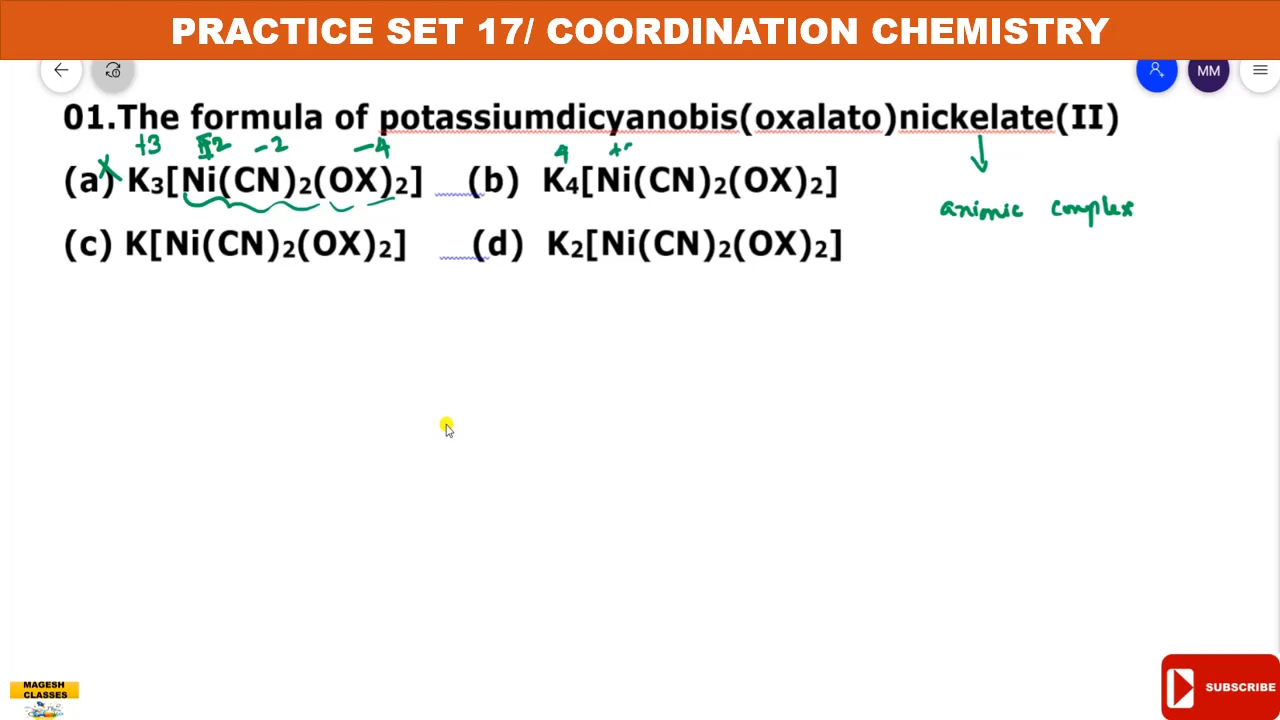 PRACTICE SET 17/ COORDINATION CHEMISTRY
MM
01.The formula of potassiumdicyanobis(oxalato)nickelate(II)
+3 -2 -4 4
(a) K₃[Ni(CN)₂(OX)₂] (b) K₄[Ni(CN)₂(OX)₂]
anionic complex
(c) K[Ni(CN)₂(OX)₂] (d) K₂[Ni(CN)₂(OX)₂]
MAGESH
CLASSES
SUBSCRIBE